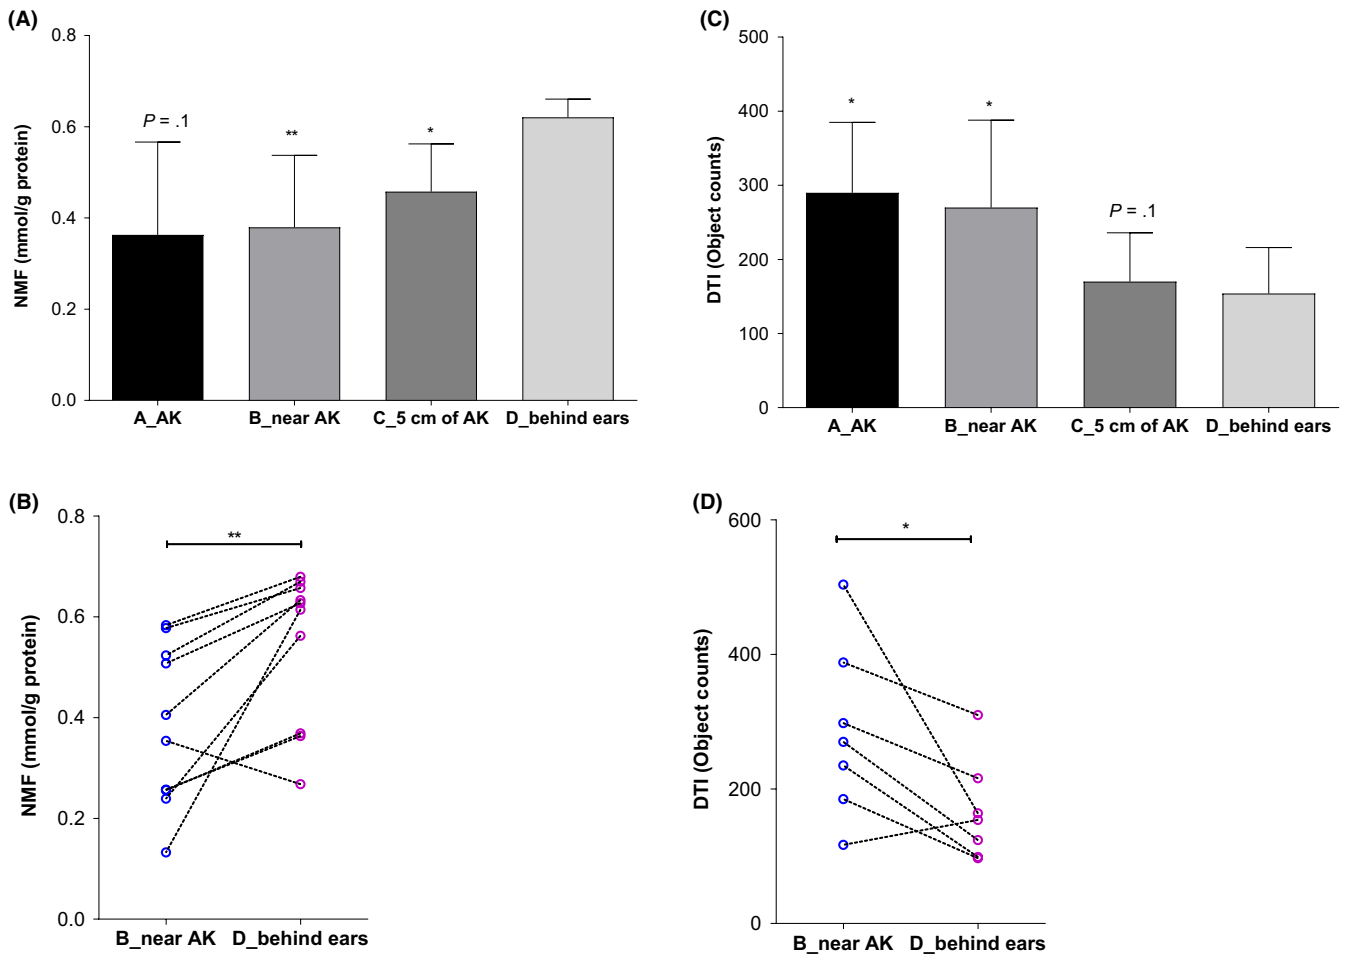 (A)
NMF (mmol/g protein)
0.8
0.6
0.4
0.2
0.0
P = .1
**
*
A_AK B_near AK C_5 cm of AK D_behind ears
(C)
DTI (Object counts)
500
400
300
200
100
0
*
*
P = .1
A_AK B_near AK C_5 cm of AK D_behind ears
(B)
NMF (mmol/g protein)
0.8
0.6
0.4
0.2
0.0
**
B_near AK D_behind ears
(D)
DTI (Object counts)
600
400
200
0
*
B_near AK D_behind ears